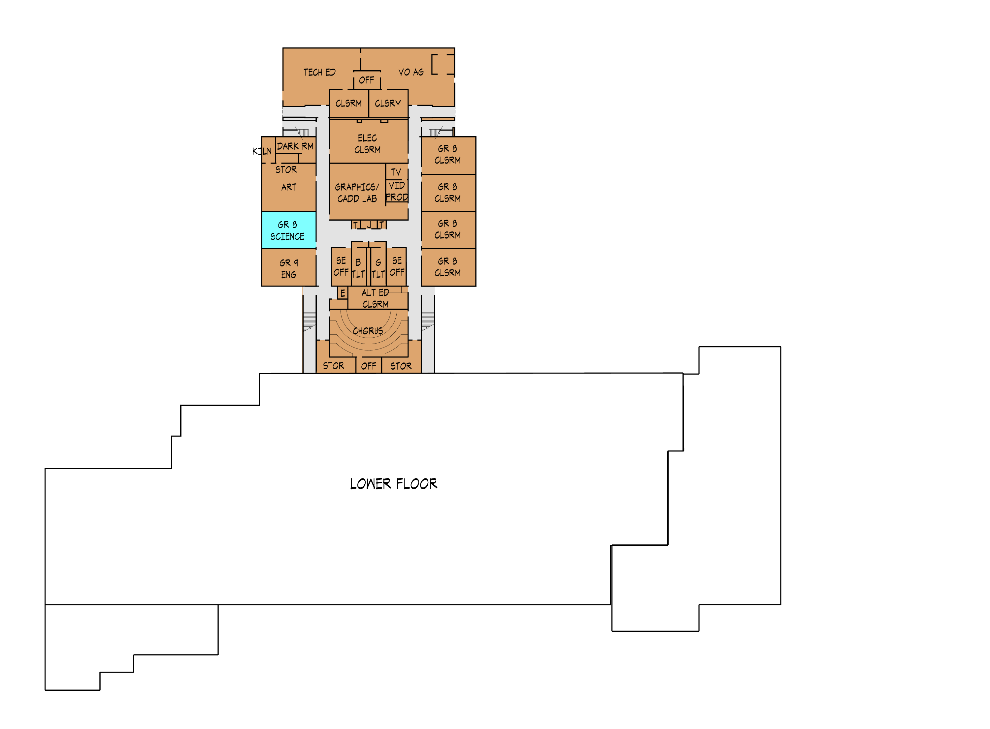 TECH ED
VO AG
OFF
CLSRM
CLSRM
ELEC
CLSRM
KILN
DARK RM
STOR
ART
GRAPHICS/
CADD LAB
TV
VID
PROD
GR 8
CLSRM
GR 8
CLSRM
GR 8
CLSRM
GR 8
CLSRM
GR 8
SCIENCE
GR 9
ENG
SE
OFF
B
TLT
G
TLT
SE
OFF
E
ALT ED
CLSRM
CHORUS
STOR
OFF
STOR
LOWER FLOOR